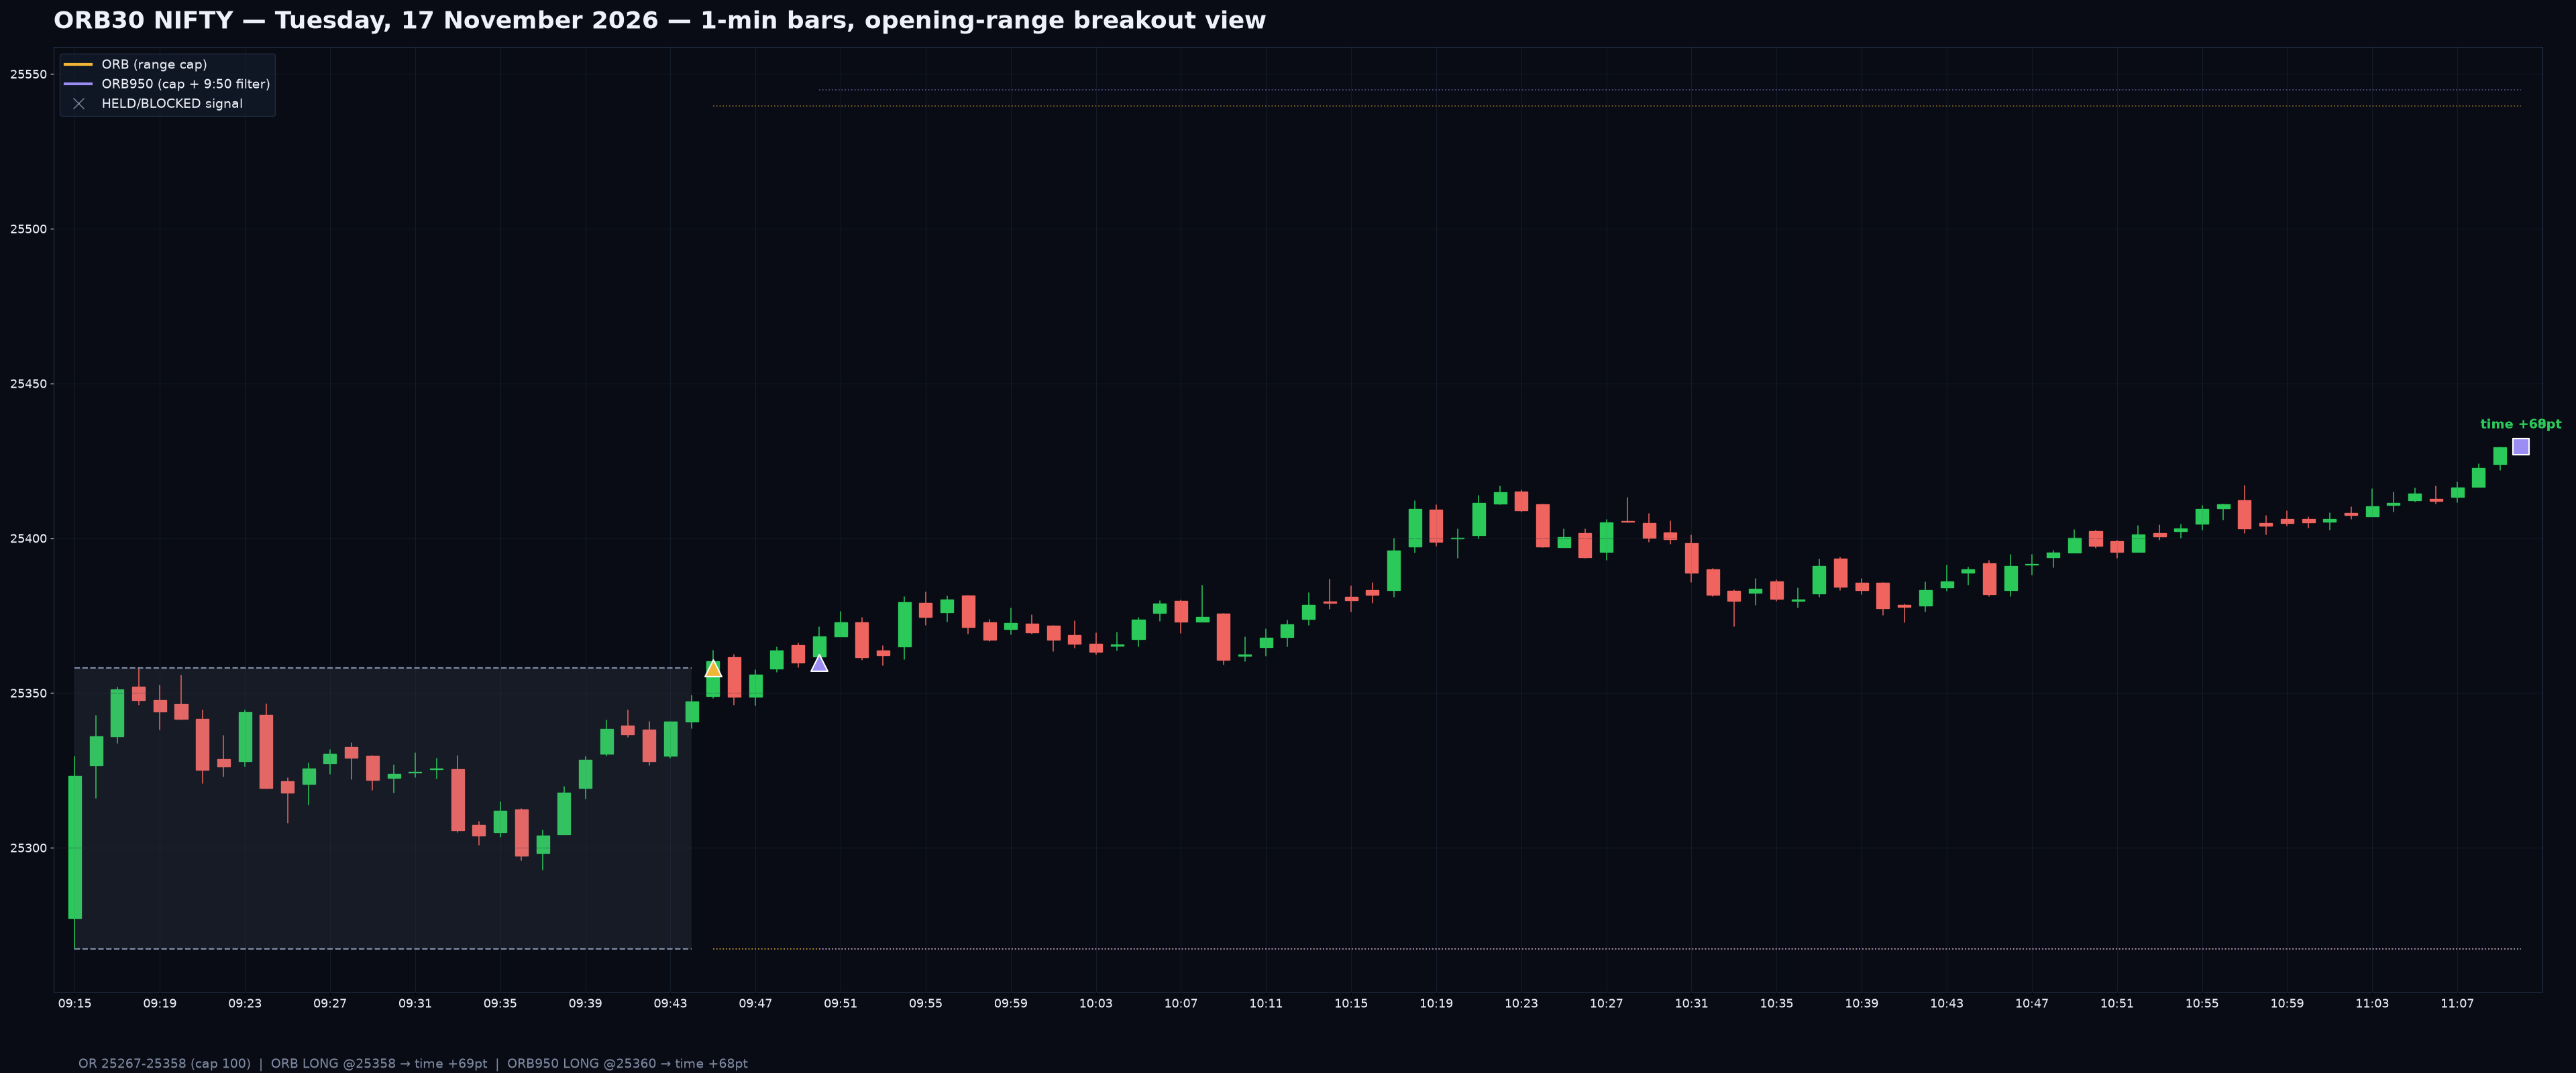 ORB30 NIFTY — Tuesday, 17 November 2026 — 1-min bars, opening-range breakout view
ORB (range cap)
ORB950 (cap + 9:50 filter)
HELD/BLOCKED signal
25550
25500
25450
25400
25350
25300
time +6 pt
09:15 09:19 09:23 09:27 09:31 09:35 09:39 09:43 09:47 09:51 09:55 09:59 10:03 10:07 10:11 10:15 10:19 10:23 10:27 10:31 10:35 10:39 10:43 10:47 10:51 10:55 10:59 11:03 11:07
OR 25267-25358 (cap 100) | ORB LONG @25358 → time +69pt | ORB950 LONG @25360 → time +68pt